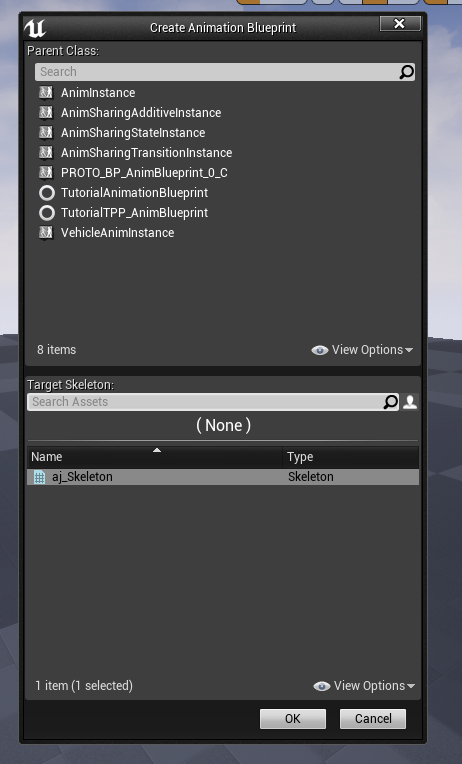 Create Animation Blueprint
Parent Class:
Search
AnimInstance
AnimSharingAdditiveInstance
AnimSharingStateInstance
AnimSharingTransitionInstance
PROTO_BP_AnimBlueprint_0_C
TutorialAnimationBlueprint
TutorialTPP_AnimBlueprint
VehicleAnimInstance
8 items View Options
Target Skeleton:
Search Assets
( None )
Name Type
aj_Skeleton Skeleton
1 item (1 selected) View Options
OK Cancel